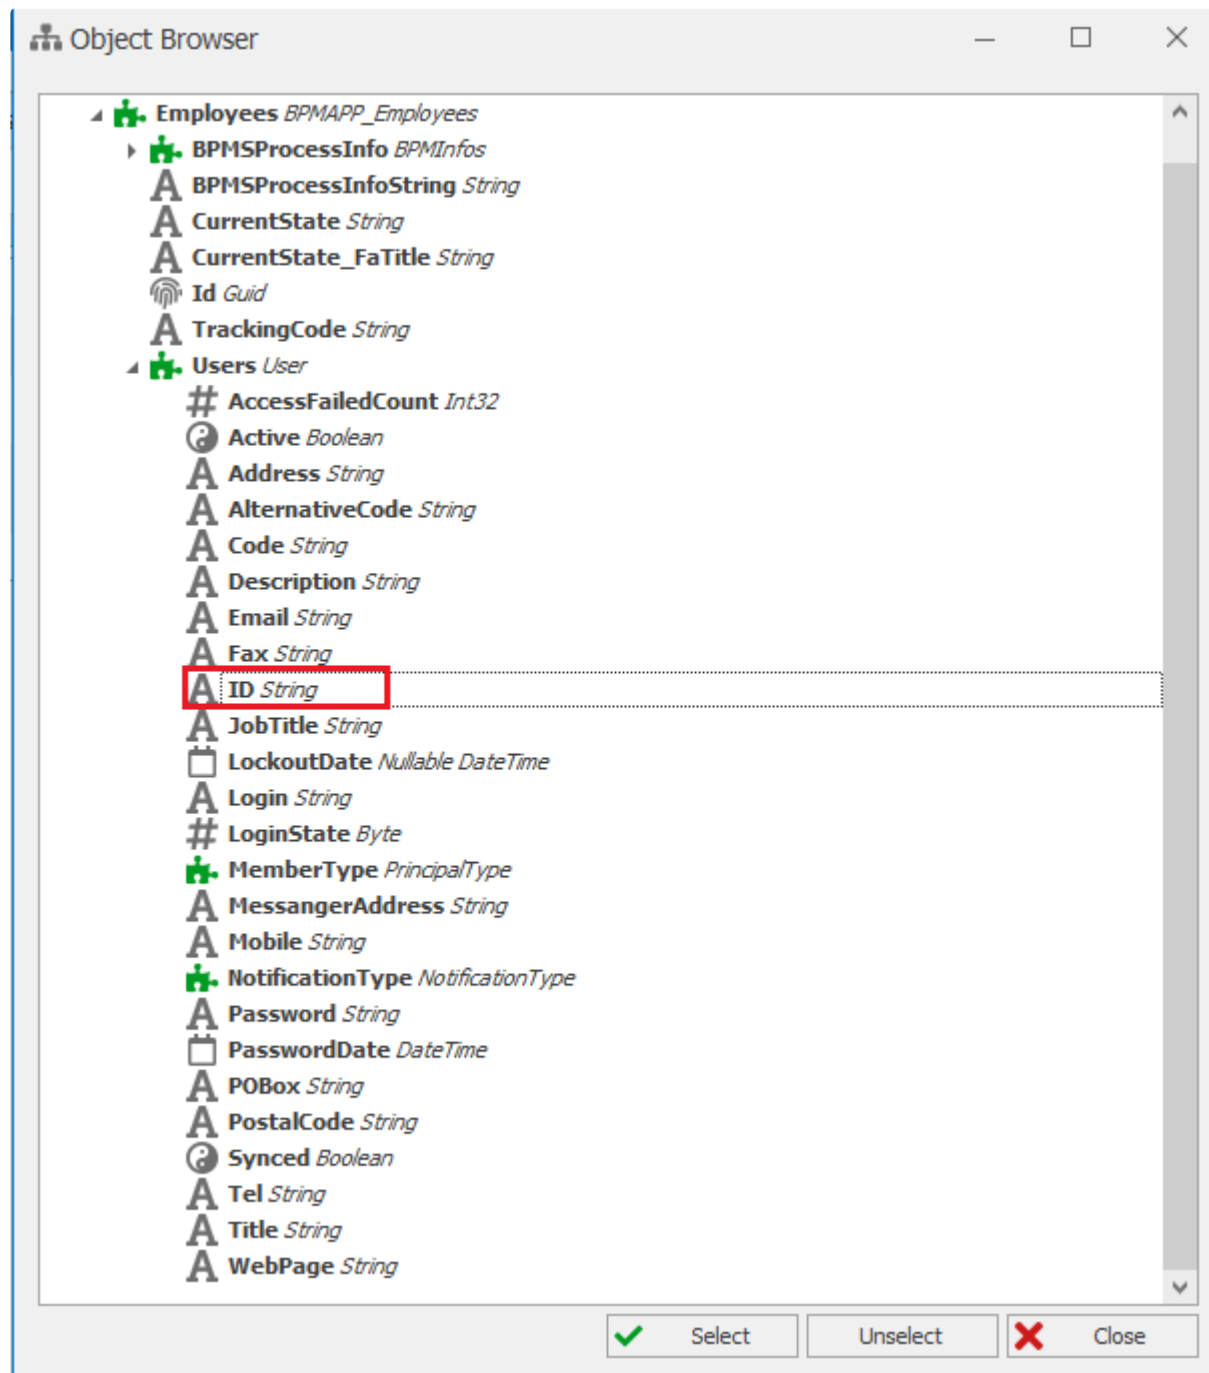 Object Browser
Employees BPMAPP_Employees
BPMSProcessInfo BPMInfos
BPMSProcessInfoString String
CurrentState String
CurrentState_FaTitle String
Id Guid
TrackingCode String
Users User
AccessFailedCount Int32
Active Boolean
Address String
AlternativeCode String
Code String
Description String
Email String
Fax String
ID String
JobTitle String
LockoutDate Nullable DateTime
Login String
LoginState Byte
MemberType PrincipalType
MessangerAddress String
Mobile String
NotificationType NotificationType
Password String
PasswordDate DateTime
POBox String
PostalCode String
Synced Boolean
Tel String
Title String
WebPage String
Select Unselect Close